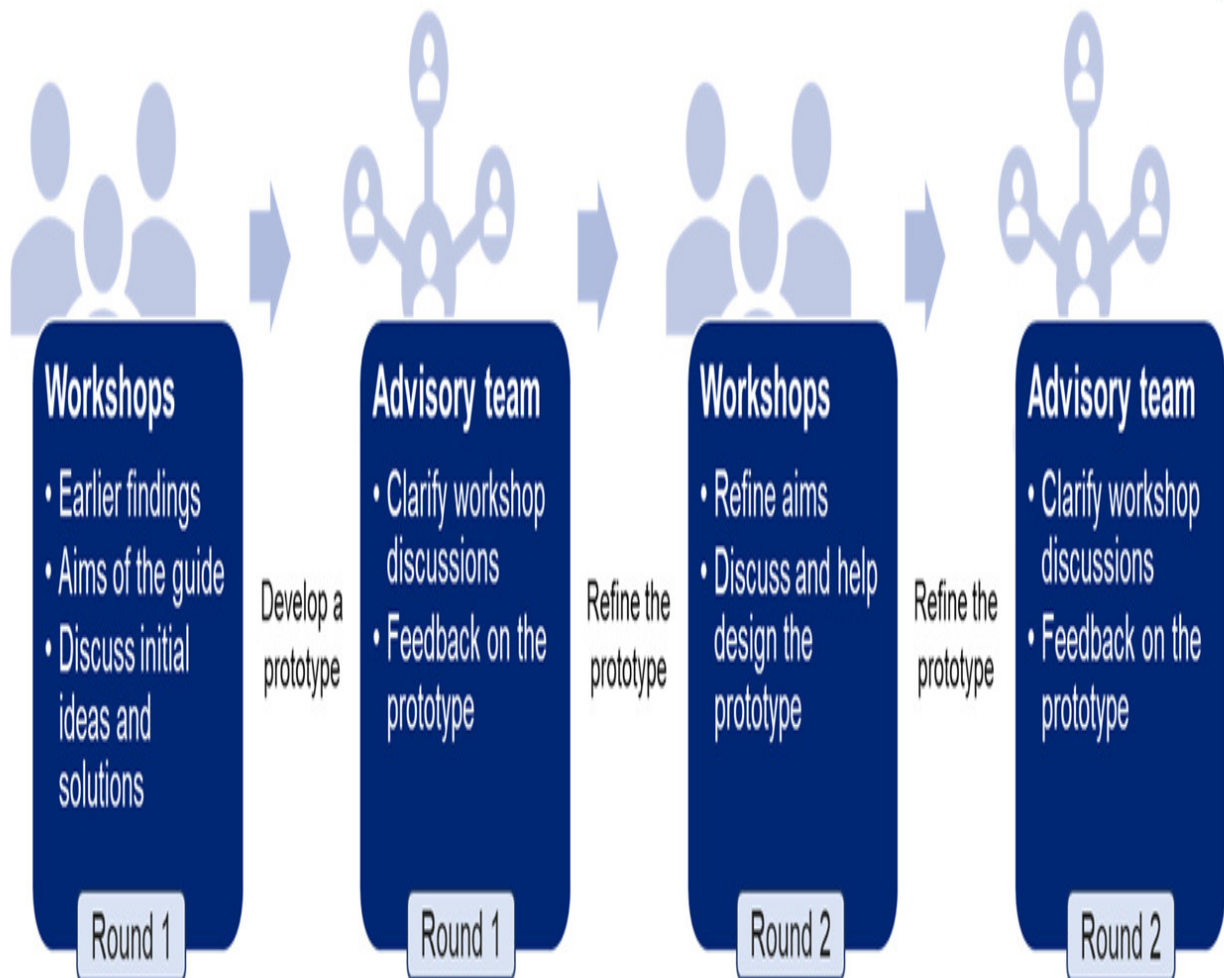 Workshops
• Earlier findings
• Aims of the guide
• Discuss initial
ideas and
solutions
Round 1
Develop a
prototype
Advisory team
• Clarify workshop
discussions
• Feedback on the
prototype
Round 1
Refine the
prototype
Workshops
• Refine aims
• Discuss and help
design the
prototype
Round 2
Refine the
prototype
Advisory team
• Clarify workshop
discussions
• Feedback on the
prototype
Round 2